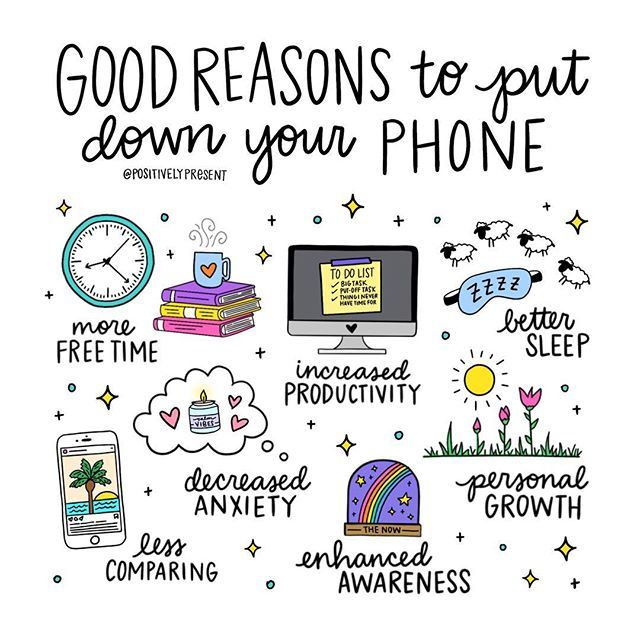 GOOD REASONS to put
down your PHONE
@POSITIVELYPRESENT
more
FREE TIME
TO DO LIST
✓ BIG TASK
✓ PUT-OFF TASK
✓ THING I NEVER
HAVE TIME FOR
increased
PRODUCTIVITY
ZZZZ
better
SLEEP
calm
VIBES
decreased
ANXIETY
less
COMPARING
THE NOW
enhanced
AWARENESS
personal
GROWTH